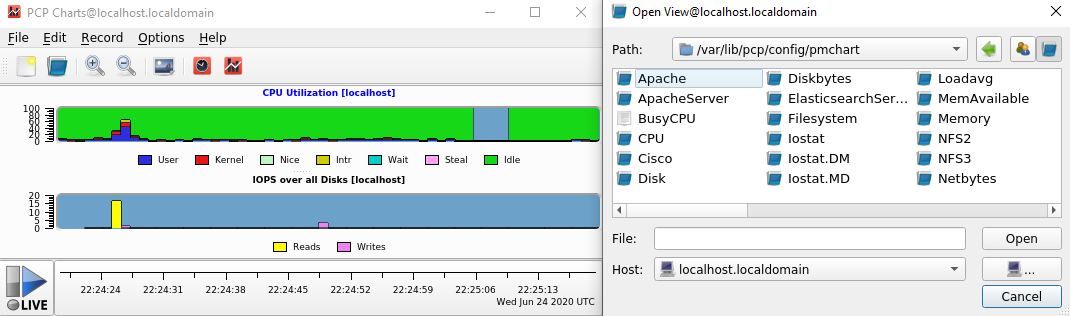 PCP Charts@localhost.localdomain
File Edit Record Options Help
CPU Utilization [localhost]
100
80
60
40
20
0
User Kernel Nice Intr Wait Steal Idle
IOPS over all Disks [localhost]
20
15
10
5
0
Reads Writes
LIVE
22:24:24 22:24:31 22:24:38 22:24:45 22:24:52 22:24:59 22:25:06 22:25:13
Wed Jun 24 2020 UTC
Open View@localhost.localdomain
Path: /var/lib/pcp/config/pmchart
Apache Diskbytes Loadavg
ApacheServer ElasticsearchSer... MemAvailable
BusyCPU Filesystem Memory
CPU Iostat NFS2
Cisco Iostat.DM NFS3
Disk Iostat.MD Netbytes
File: Open
Host: localhost.localdomain ...
Cancel